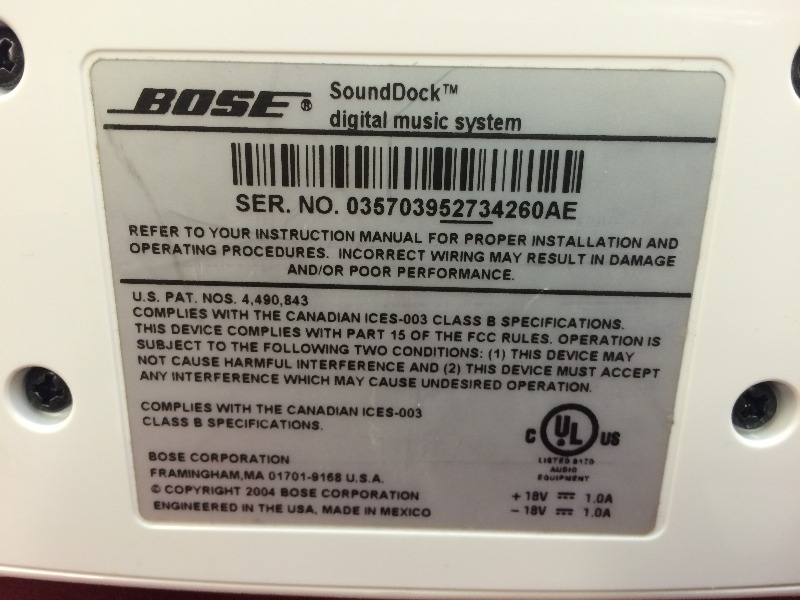 BOSE®
SoundDock™
digital music system
SER. NO. 035703952734260AE
REFER TO YOUR INSTRUCTION MANUAL FOR PROPER INSTALLATION AND
OPERATING PROCEDURES. INCORRECT WIRING MAY RESULT IN DAMAGE
AND/OR POOR PERFORMANCE.
U.S. PAT. NOS. 4,490,843
COMPLIES WITH THE CANADIAN ICES-003 CLASS B SPECIFICATIONS.
THIS DEVICE COMPLIES WITH PART 15 OF THE FCC RULES. OPERATION IS
SUBJECT TO THE FOLLOWING TWO CONDITIONS: (1) THIS DEVICE MAY
NOT CAUSE HARMFUL INTERFERENCE AND (2) THIS DEVICE MUST ACCEPT
ANY INTERFERENCE WHICH MAY CAUSE UNDESIRED OPERATION.
COMPLIES WITH THE CANADIAN ICES-003
CLASS B SPECIFICATIONS.
C UL US
LISTED 8170
AUDIO
EQUIPMENT
BOSE CORPORATION
FRAMINGHAM,MA 01701-9168 U.S.A.
© COPYRIGHT 2004 BOSE CORPORATION
ENGINEERED IN THE USA, MADE IN MEXICO
+ 18V ⎓ 1.0A
− 18V ⎓ 1.0A